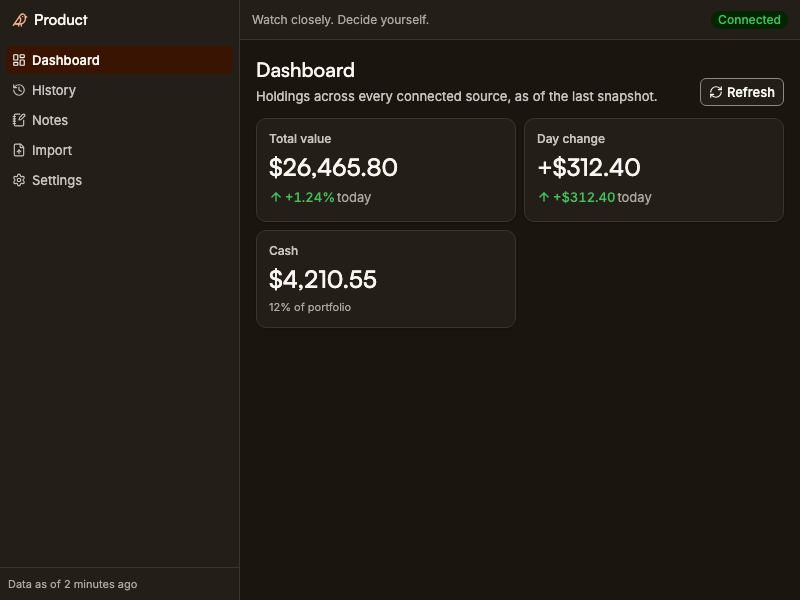 Product
Dashboard
History
Notes
Import
Settings
Data as of 2 minutes ago
Watch closely. Decide yourself.
Connected
Dashboard
Holdings across every connected source, as of the last snapshot.
Refresh
Total value
$26,465.80
+1.24% today
Day change
+$312.40
+$312.40 today
Cash
$4,210.55
12% of portfolio